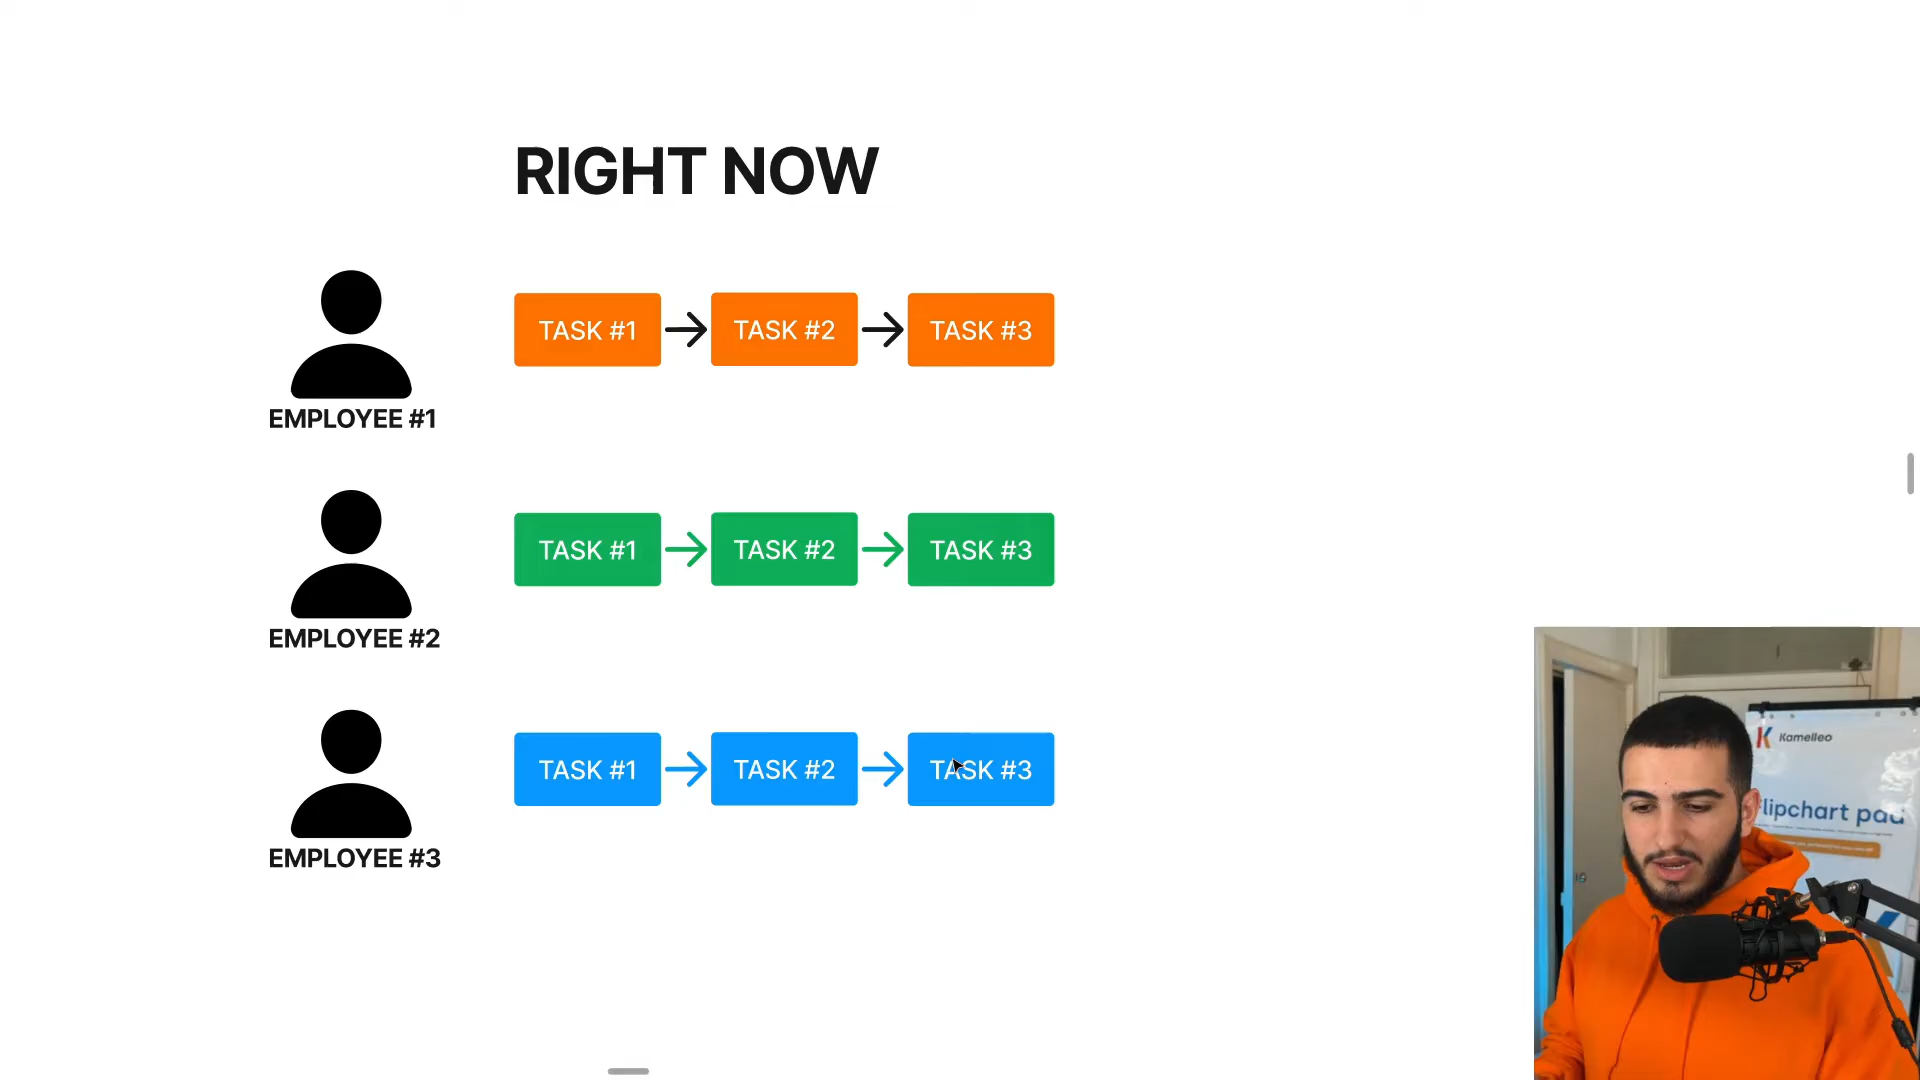 RIGHT NOW
TASK #1
TASK #2
TASK #3
EMPLOYEE #1
TASK #1
TASK #2
TASK #3
EMPLOYEE #2
TASK #1
TASK #2
TASK #3
EMPLOYEE #3
Kamelleo
lipchart pad